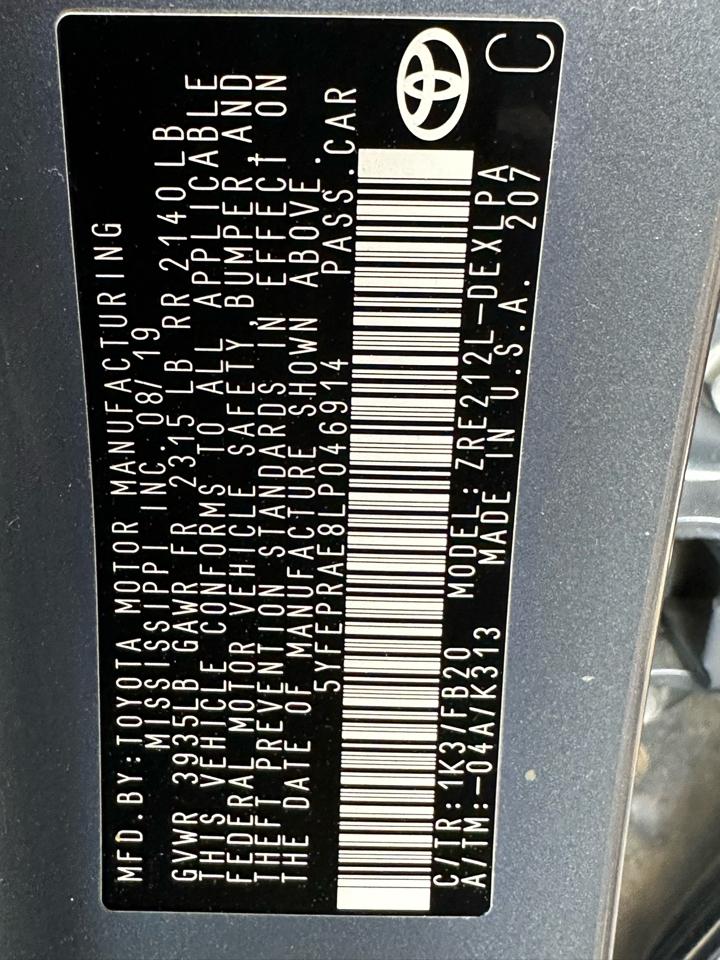 MFD.BY:TOYOTA MOTOR MANUFACTURING
MISSISSIPPI INC. 08/19
GVWR 3935LB GAWR FR 2315 LB RR 2140 LB
THIS VEHICLE CONFORMS TO ALL APPLICABLE
FEDERAL MOTOR VEHICLE SAFETY, BUMPER, AND
THEFT PREVENTION STANDARDS IN EFFECT ON
THE DATE OF MANUFACTURE SHOWN ABOVE.
5YFEPRAE8LP046914 PASS.CAR
C/TR:1K3/FB20 MODEL:ZRE212L-DEXLPA
A/TM:-04A/K313 MADE IN U.S.A. 207
C